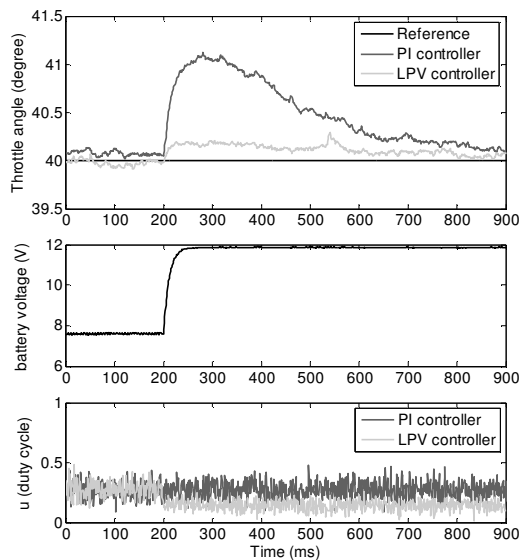 41.5
41
40.5
40
39.5
Throttle angle (degree)
Reference
PI controller
LPV controller
0 100 200 300 400 500 600 700 800 900
12
10
8
6
battery voltage (V)
0 100 200 300 400 500 600 700 800 900
1
0.5
0
u (duty cycle)
PI controller
LPV controller
0 100 200 300 400 500 600 700 800 900
Time (ms)